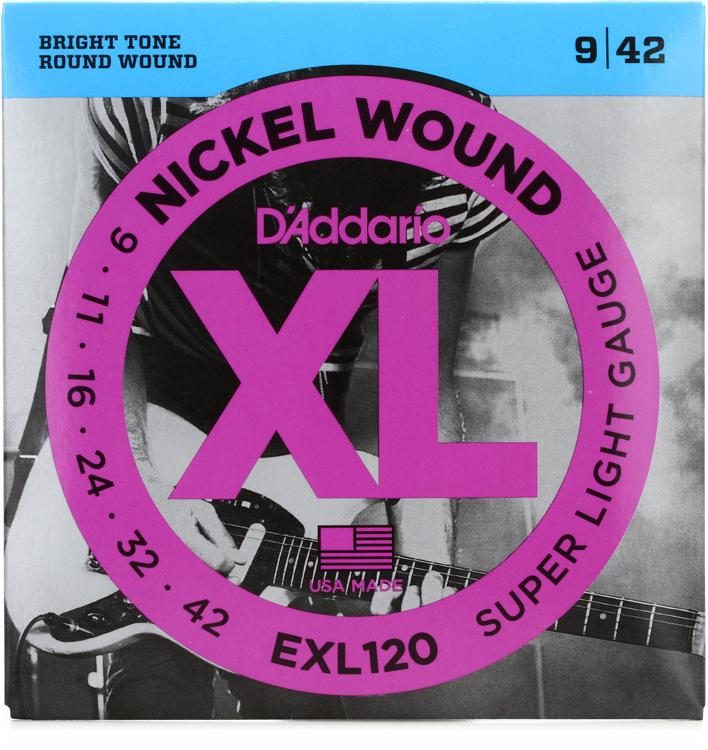 BRIGHT TONE
ROUND WOUND
9|42
NICKEL WOUND
D'Addario
XL
9 · 11 · 16 · 24 · 32 · 42
SUPER LIGHT GAUGE
USA MADE
EXL120